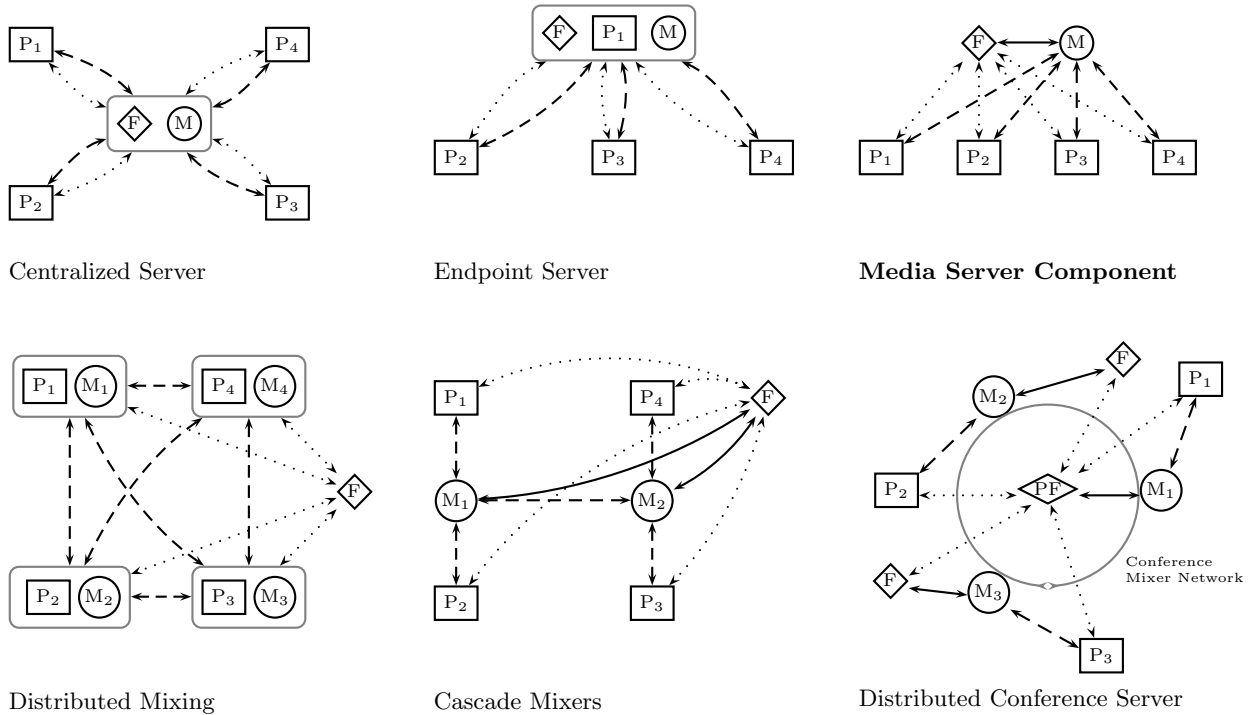 F P₁ M
P₁ P₄
F M
P₂ P₃
Centralized Server
P₂ P₃ P₄
Endpoint Server
F M
P₁ P₂ P₃ P₄
Media Server Component
P₁ M₁ P₄ M₄
F
P₂ M₂ P₃ M₃
Distributed Mixing
P₁ P₄ F
M₁ M₂
P₂ P₃
Cascade Mixers
F
M₂ P₁
P₂ PF M₁
Conference
Mixer Network
F M₃
P₃
Distributed Conference Server